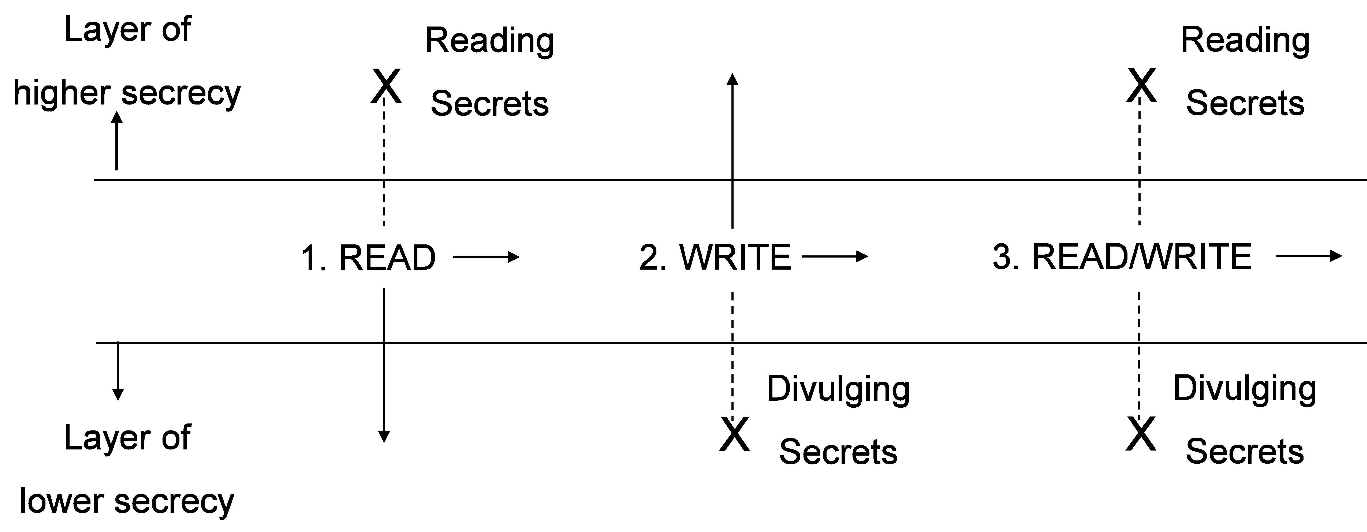 Layer of
higher secrecy
X
Reading
Secrets
X
Reading
Secrets
1. READ
2. WRITE
3. READ/WRITE
Layer of
lower secrecy
X
Divulging
Secrets
X
Divulging
Secrets